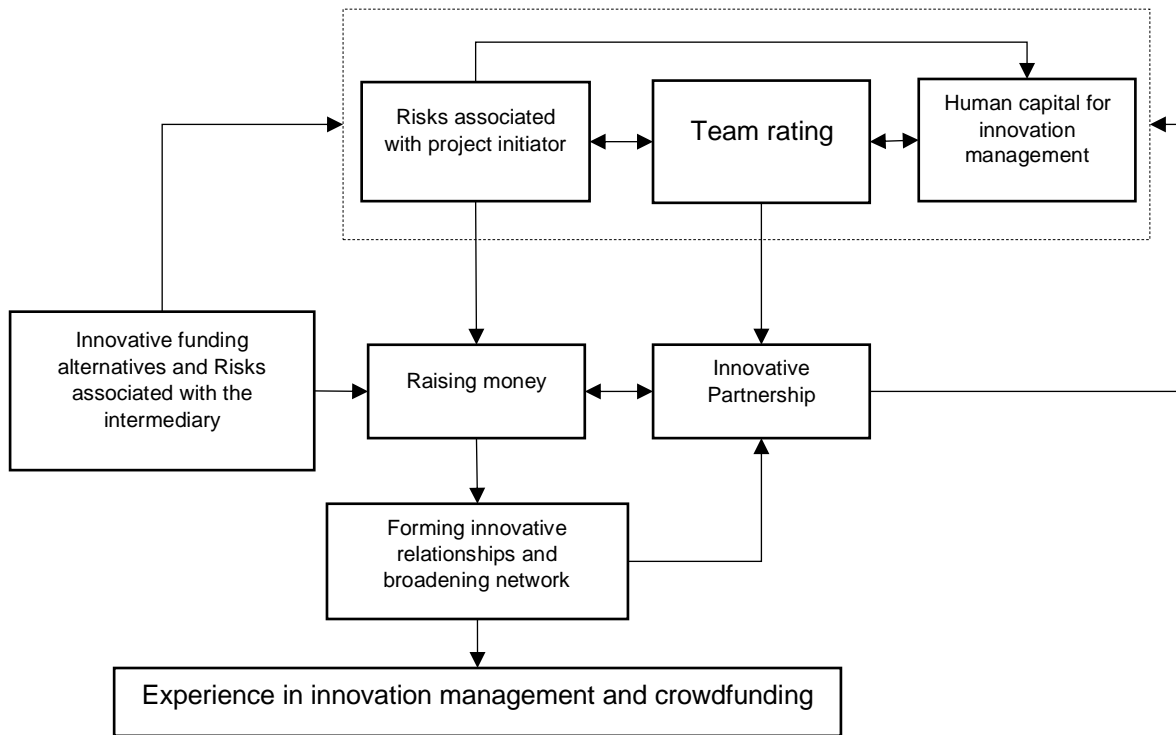 Risks associated
with project initiator
Team rating
Human capital for
innovation
management
Innovative funding
alternatives and Risks
associated with the
intermediary
Raising money
Innovative
Partnership
Forming innovative
relationships and
broadening network
Experience in innovation management and crowdfunding